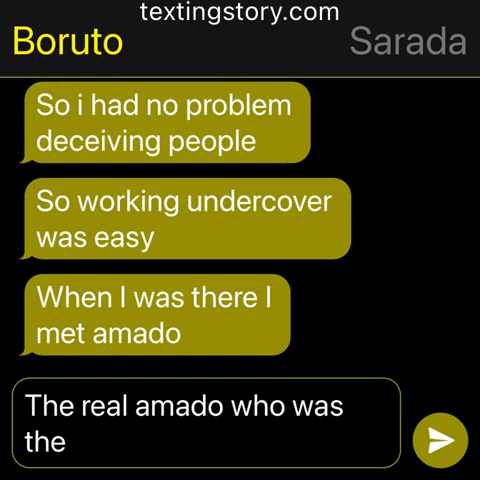 textingstory.com
Boruto
Sarada
So i had no problem
deceiving people
So working undercover
was easy
When I was there I
met amado
The real amado who was
the